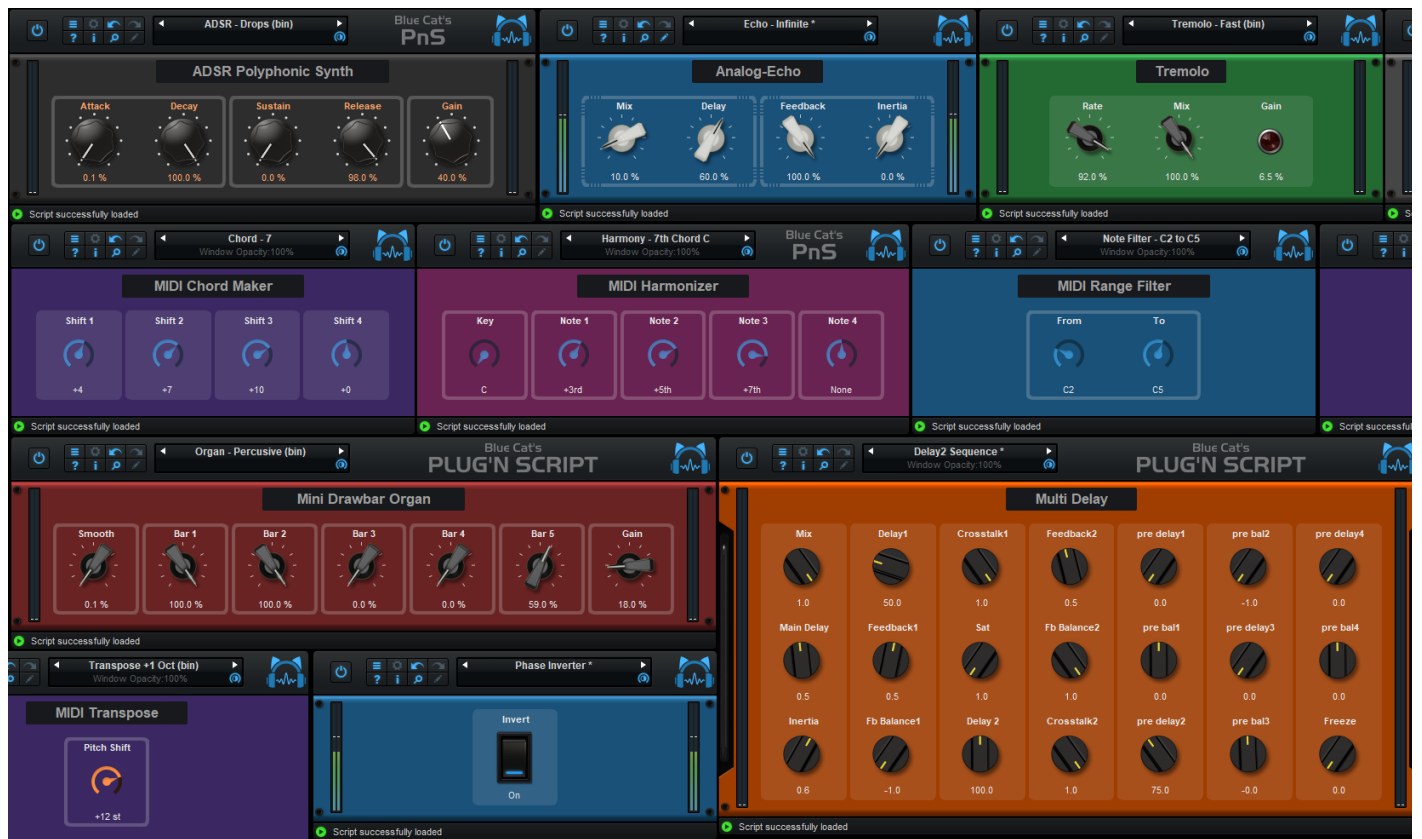 ADSR - Drops (bin)
Blue Cat's
PnS
Echo - Infinite *
Tremolo - Fast (bin)
ADSR Polyphonic Synth
Attack Decay Sustain Release Gain
0.1 % 100.0 % 0.0 % 98.0 % 40.0 %
Analog-Echo
Mix Delay Feedback Inertia
10.0 % 60.0 % 100.0 % 0.0 %
Tremolo
Rate Mix Gain
92.0 % 100.0 % 6.5 %
Script successfully loaded
Script successfully loaded
Script successfully loaded
Chord - 7
Window Opacity:100%
Harmony - 7th Chord C
Window Opacity:100%
Blue Cat's
PnS
Note Filter - C2 to C5
Window Opacity:100%
MIDI Chord Maker
Shift 1 Shift 2 Shift 3 Shift 4
+4 +7 +10 +0
MIDI Harmonizer
Key Note 1 Note 2 Note 3 Note 4
C +3rd +5th +7th None
MIDI Range Filter
From To
C2 C5
Script successfully loaded
Script successfully loaded
Script successfully loaded
Script successful
Organ - Percusive (bin)
Blue Cat's
PLUG'N SCRIPT
Delay2 Sequence *
Window Opacity:100%
Blue Cat's
PLUG'N SCRIPT
Mini Drawbar Organ
Smooth Bar 1 Bar 2 Bar 3 Bar 4 Bar 5 Gain
0.1 % 100.0 % 100.0 % 0.0 % 0.0 % 59.0 % 18.0 %
Script successfully loaded
Multi Delay
Mix Delay1 Crosstalk1 Feedback2 pre delay1 pre bal2 pre delay4
1.0 50.0 1.0 0.5 0.0 -1.0 0.0
Main Delay Feedback1 Sat Fb Balance2 pre bal1 pre delay3 pre bal4
0.5 0.5 1.0 1.0 0.0 0.0 0.0
Inertia Fb Balance1 Delay 2 Crosstalk2 pre delay2 pre bal3 Freeze
0.6 -1.0 100.0 1.0 75.0 -0.0 0.0
Script successfully loaded
Transpose +1 Oct (bin)
Window Opacity:100%
Phase Inverter *
MIDI Transpose
Pitch Shift
+12 st
Invert
On
Script successfully loaded